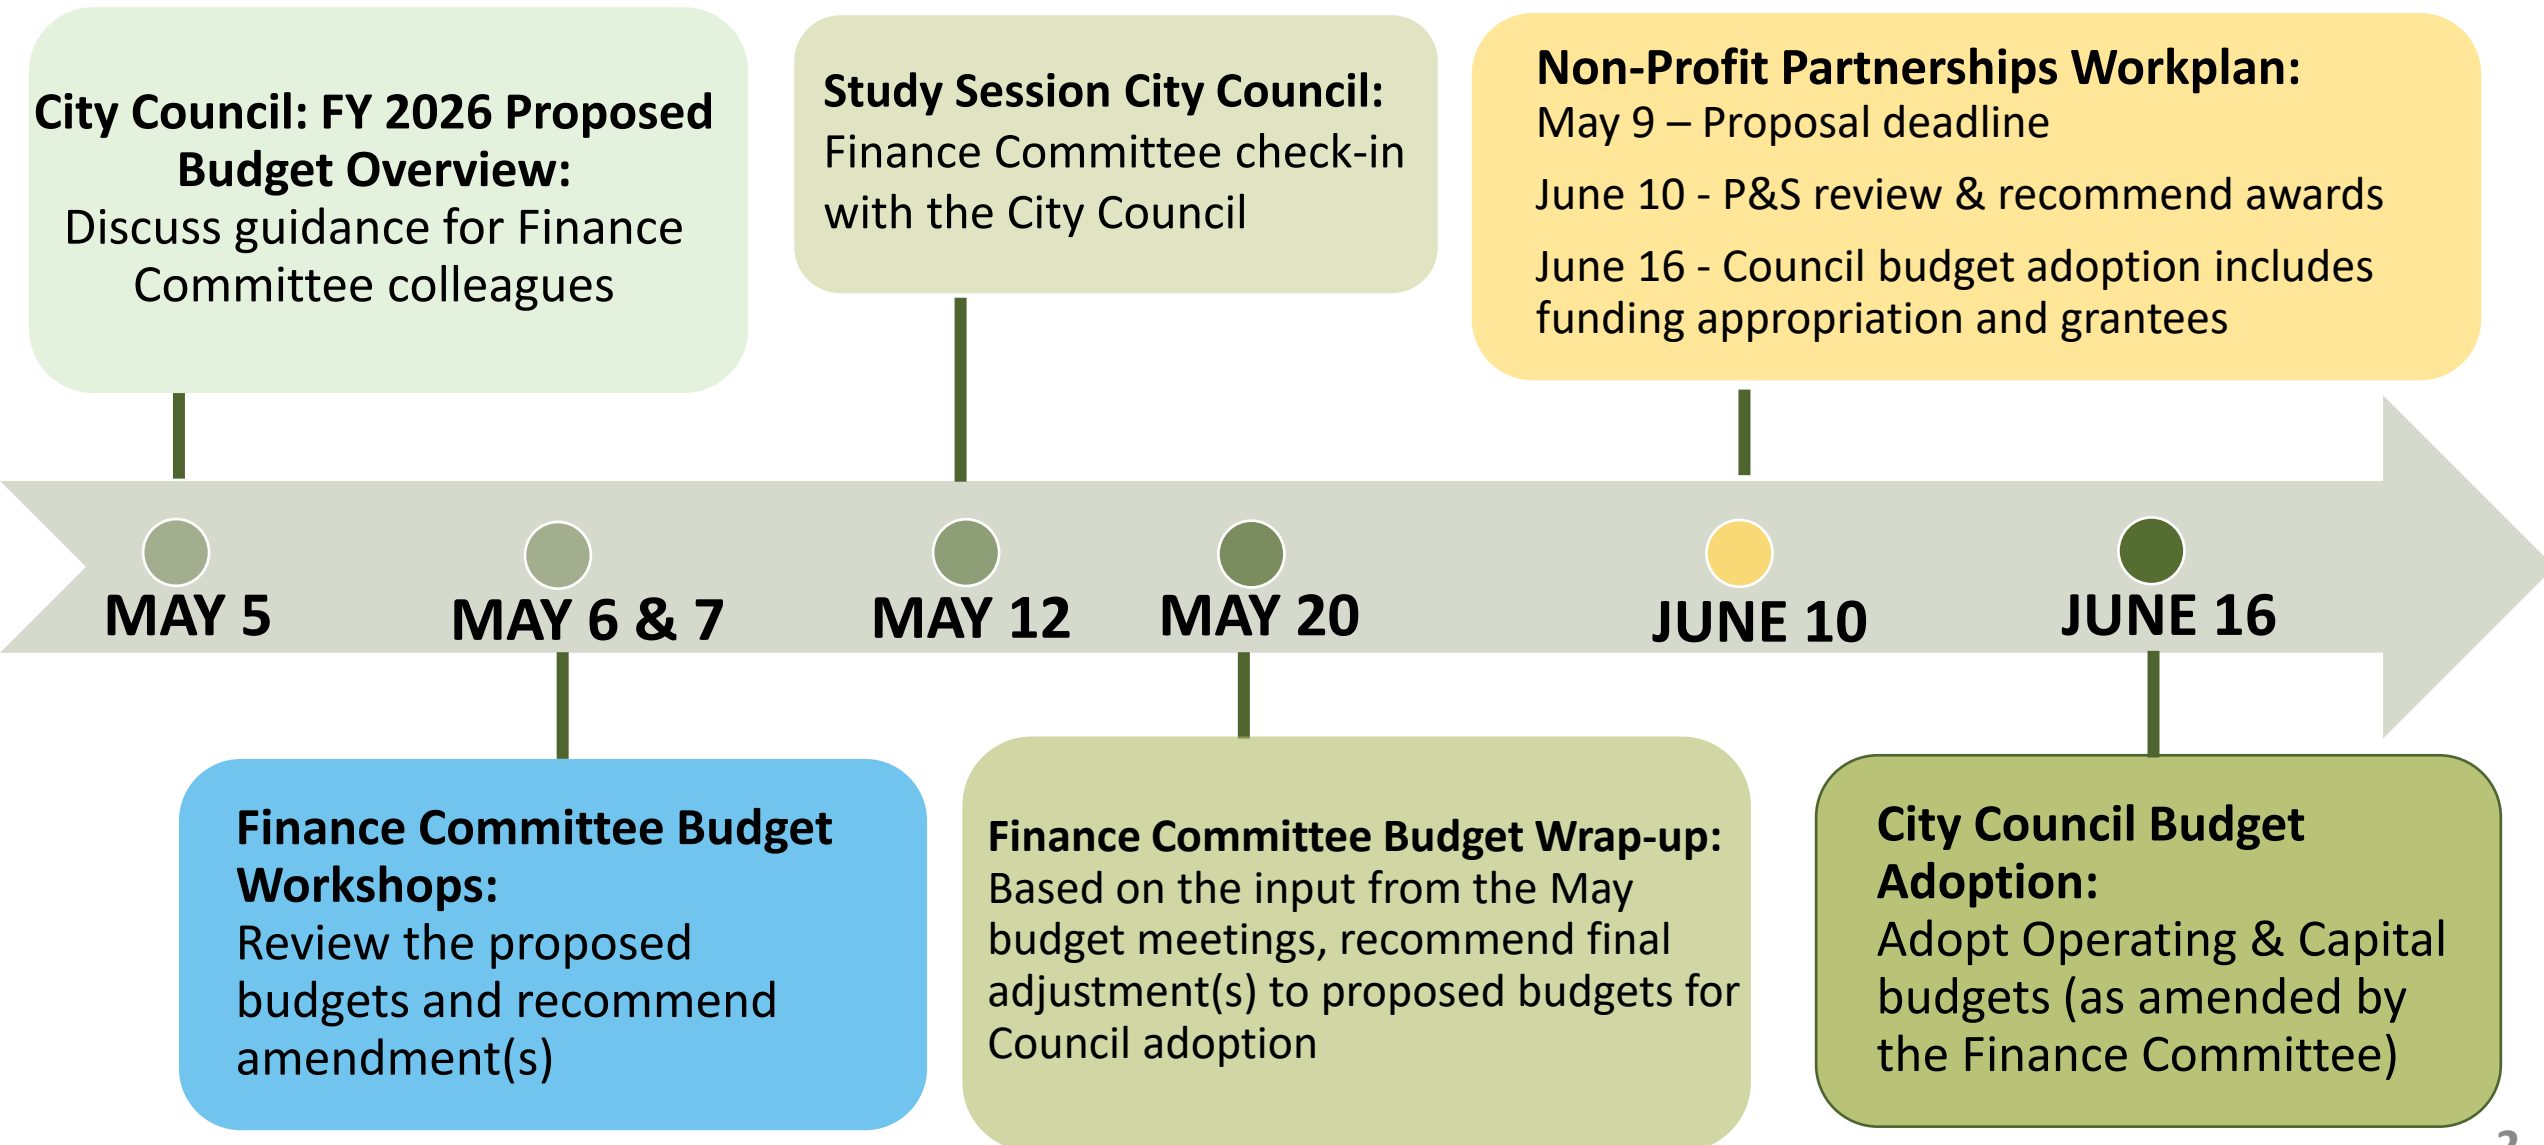 City Council: FY 2026 Proposed
Budget Overview:
Discuss guidance for Finance
Committee colleagues
Study Session City Council:
Finance Committee check-in
with the City Council
Non-Profit Partnerships Workplan:
May 9 – Proposal deadline
June 10 - P&S review & recommend awards
June 16 - Council budget adoption includes
funding appropriation and grantees
MAY 5
MAY 6 & 7
MAY 12
MAY 20
JUNE 10
JUNE 16
Finance Committee Budget
Workshops:
Review the proposed
budgets and recommend
amendment(s)
Finance Committee Budget Wrap-up:
Based on the input from the May
budget meetings, recommend final
adjustment(s) to proposed budgets for
Council adoption
City Council Budget
Adoption:
Adopt Operating & Capital
budgets (as amended by
the Finance Committee)